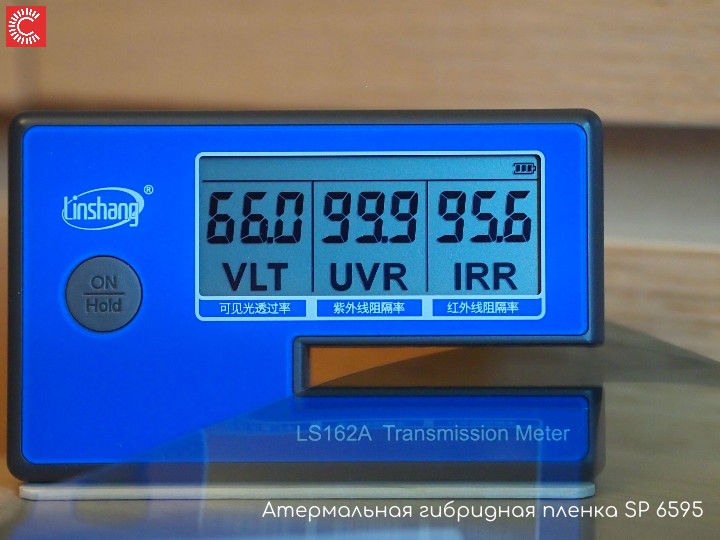 Linshang®
ON
Hold
66.0 99.9 95.6
VLT UVR IRR
可见光透过率 紫外线阻隔率 红外线阻隔率
LS162A Transmission Meter
Атермальная гибридная пленка SP 6595